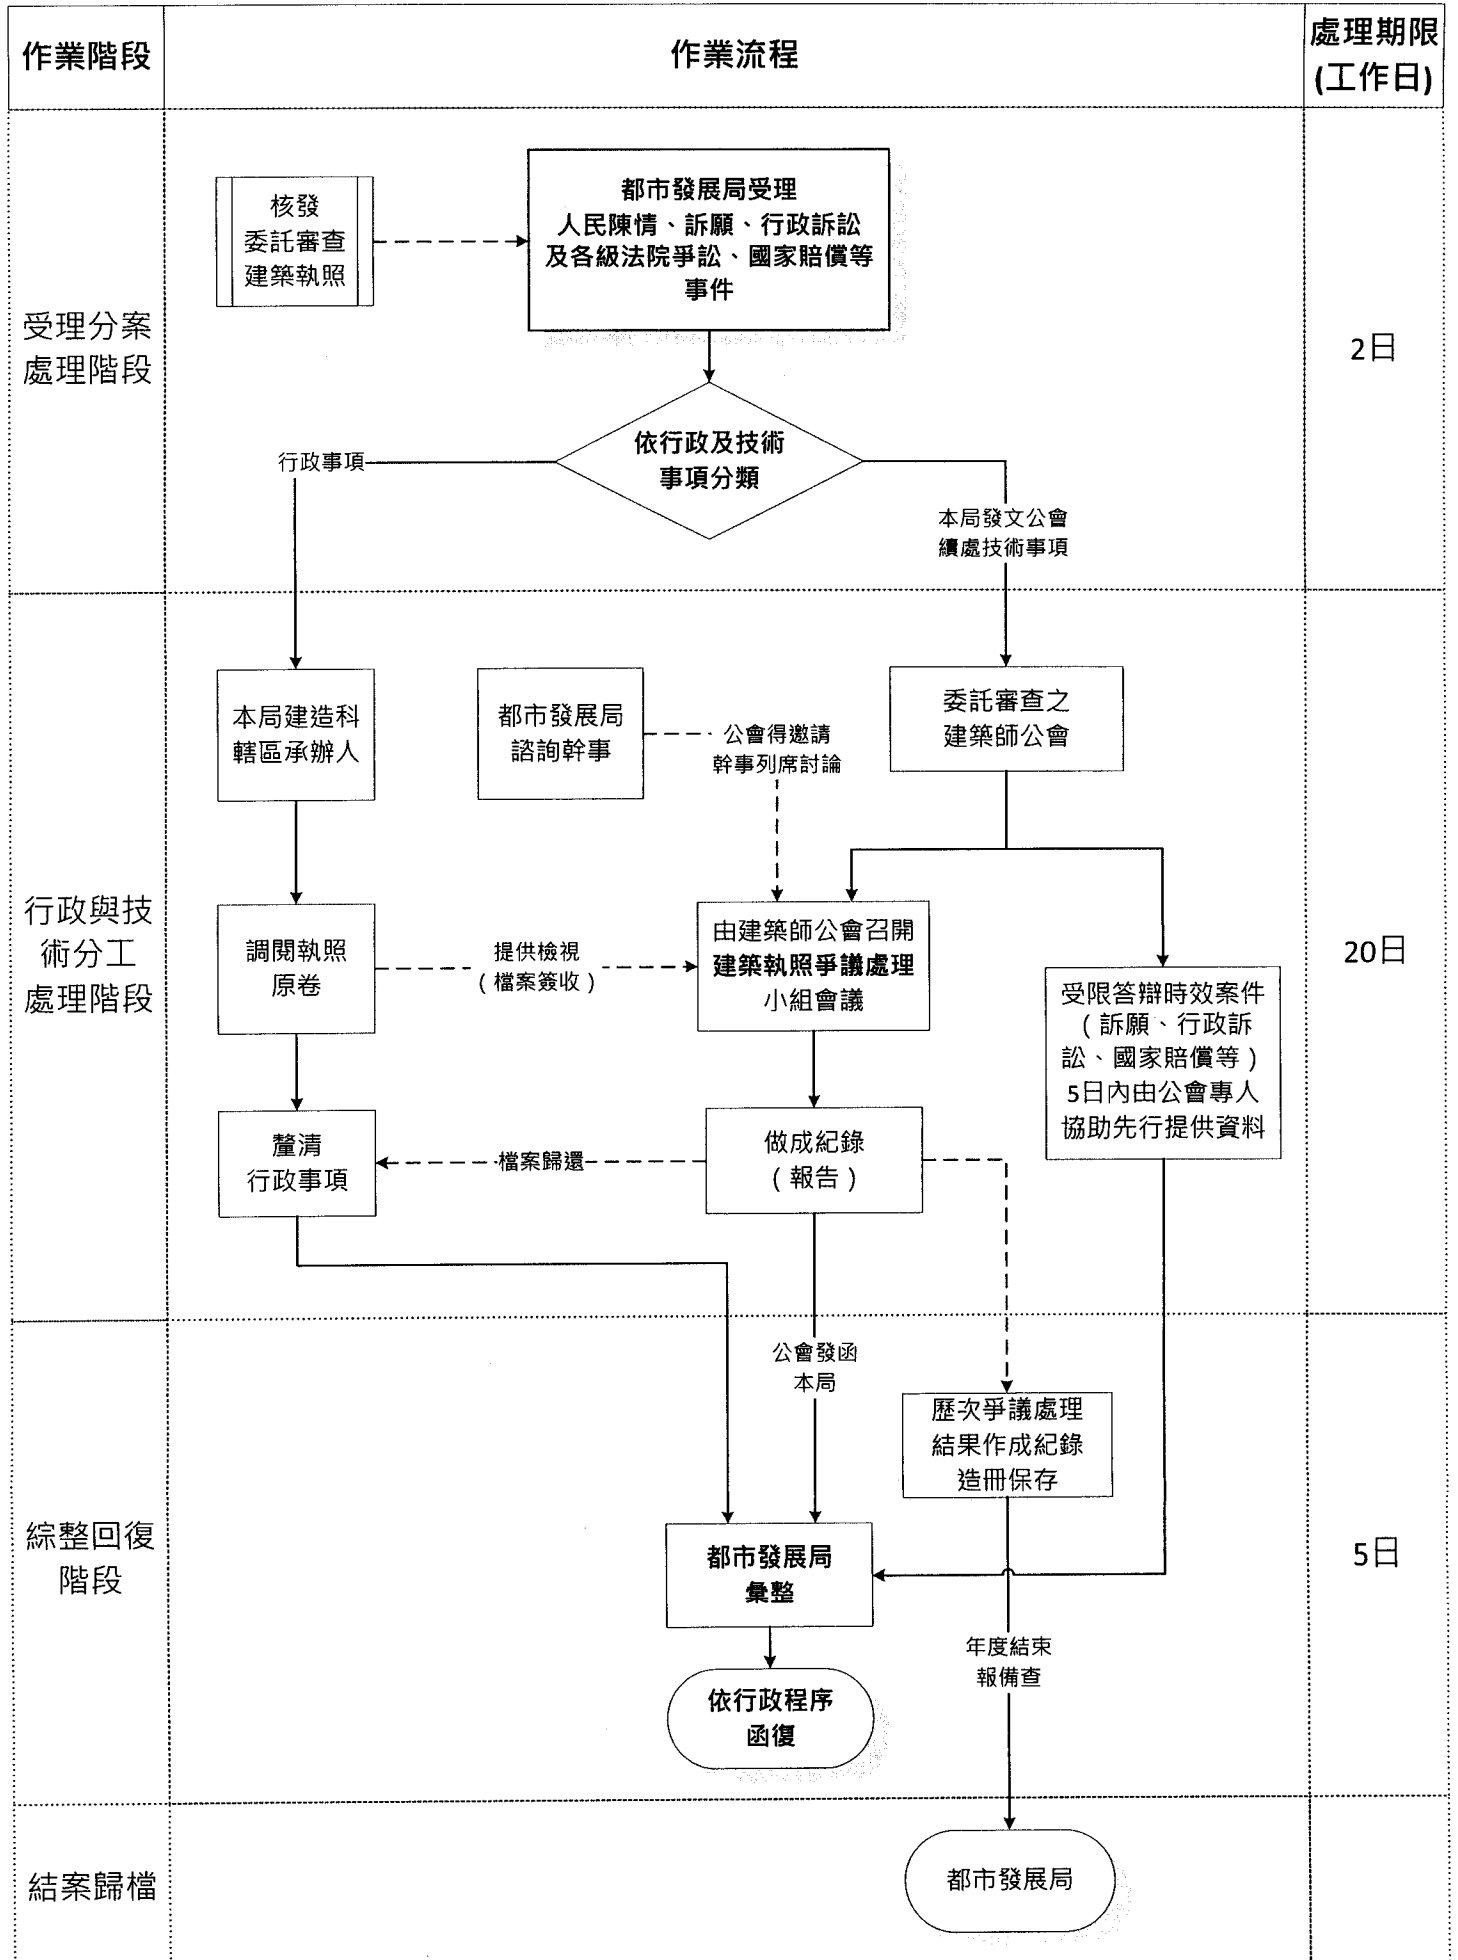 作業階段
作業流程
處理期限
(工作日)
受理分案
處理階段
核發
委託審查
建築執照
都市發展局受理
人民陳情、訴願、行政訴訟
及各級法院爭訟、國家賠償等
事件
2日
依行政及技術
事項分類
行政事項
本局發文公會
續處技術事項
行政與技
術分工
處理階段
本局建造科
轄區承辦人
都市發展局
諮詢幹事
公會得邀請
幹事列席討論
委託審查之
建築師公會
20日
調閱執照
原卷
提供檢視
(檔案簽收)
由建築師公會召開
建築執照爭議處理
小組會議
受限答辯時效案件
(訴願、行政訴
訟、國家賠償等)
5日內由公會專人
協助先行提供資料
釐清
行政事項
檔案歸還
做成紀錄
(報告)
綜整回復
階段
公會發函
本局
歷次爭議處理
結果作成紀錄
造冊保存
都市發展局
彙整
5日
年度結束
報備查
依行政程序
函復
結案歸檔
都市發展局